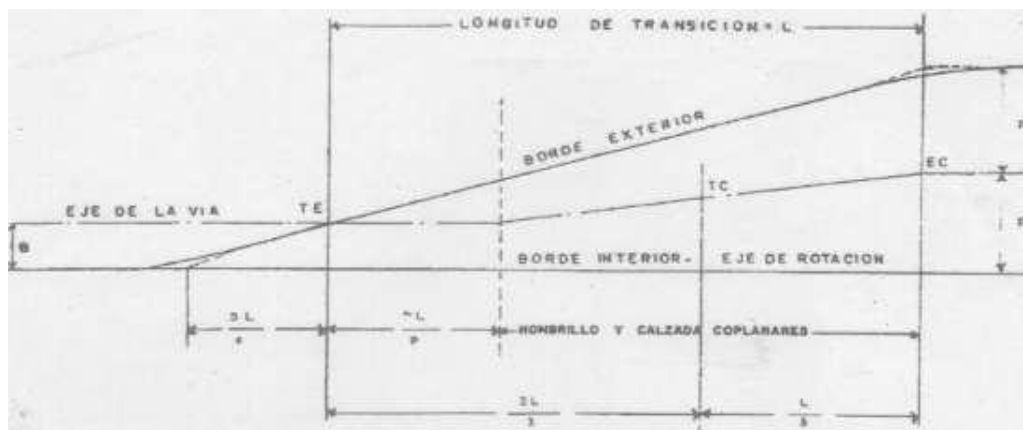 LONGITUD DE TRANSICION = L
BORDE EXTERIOR
EC
TC
EJE DE LA VIA TE
B
BORDE INTERIOR- EJE DE ROTACION
HOMBRILLO Y CALZADA COPLANARES
L